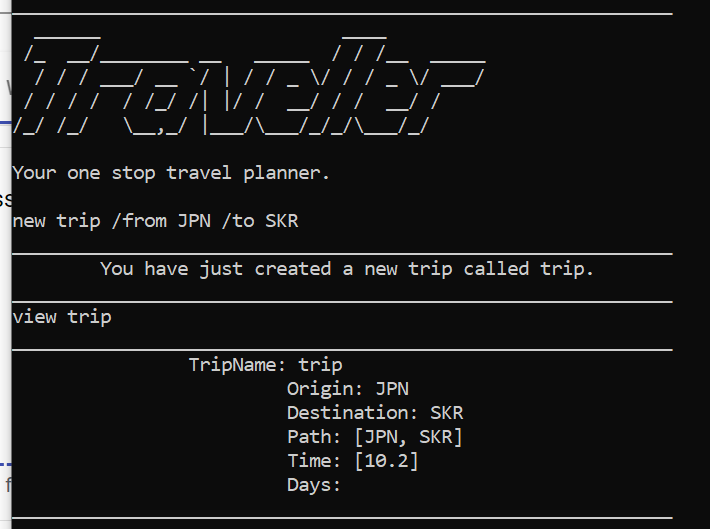 Traveller
Your one stop travel planner.
new trip /from JPN /to SKR
You have just created a new trip called trip.
view trip
TripName: trip
Origin: JPN
Destination: SKR
Path: [JPN, SKR]
Time: [10.2]
Days: